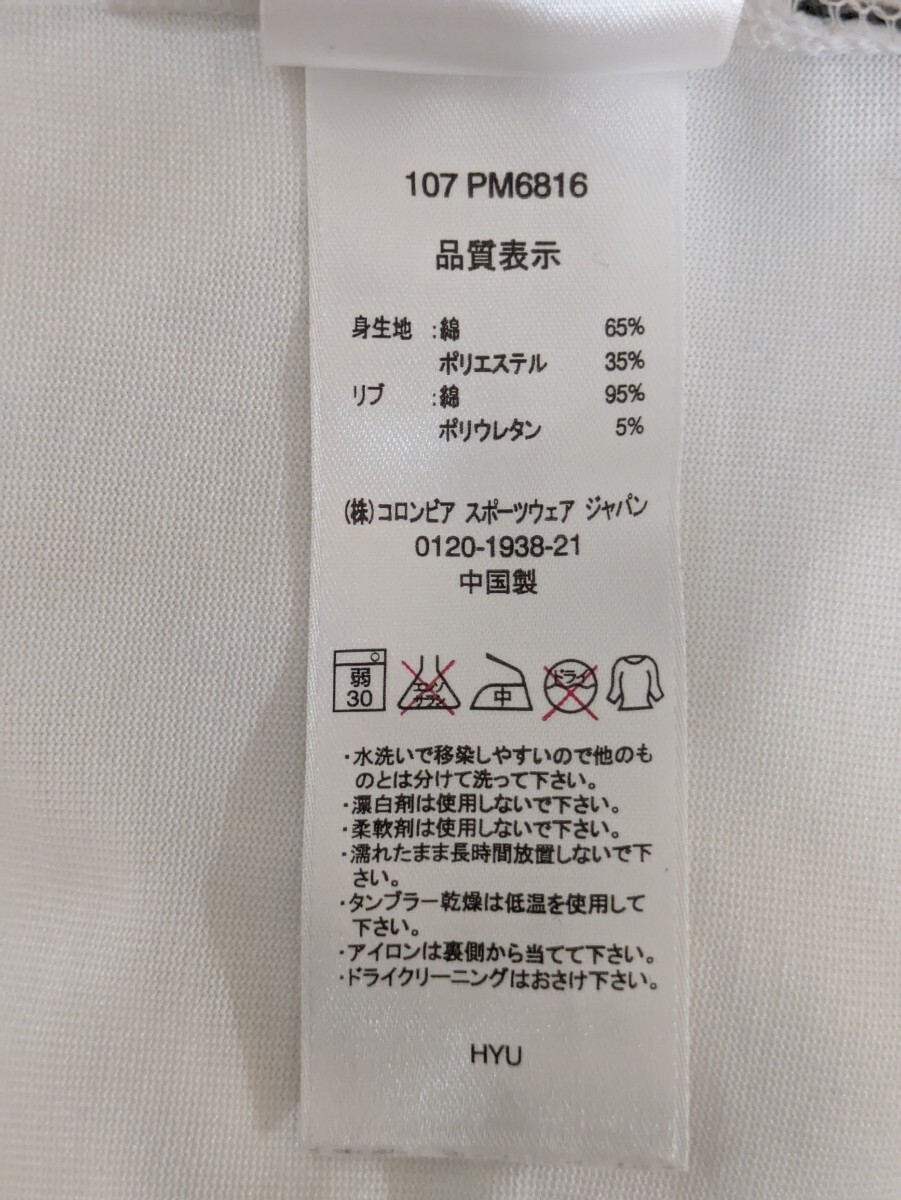 107 PM6816
品質表示
身生地 :綿 65%
ポリエステル 35%
リブ :綿 95%
ポリウレタン 5%
(株)コロンビア スポーツウェア ジャパン
0120-1938-21
中国製
弱 30 エンソ サラシ 中 ドライ
・水洗いで移染しやすいので他のも
のとは分けて洗って下さい。
・漂白剤は使用しないで下さい。
・柔軟剤は使用しないで下さい。
・濡れたまま長時間放置しないで下
さい。
・タンブラー乾燥は低温を使用して
下さい。
・アイロンは裏側から当てて下さい。
・ドライクリーニングはおさけ下さい。
HYU